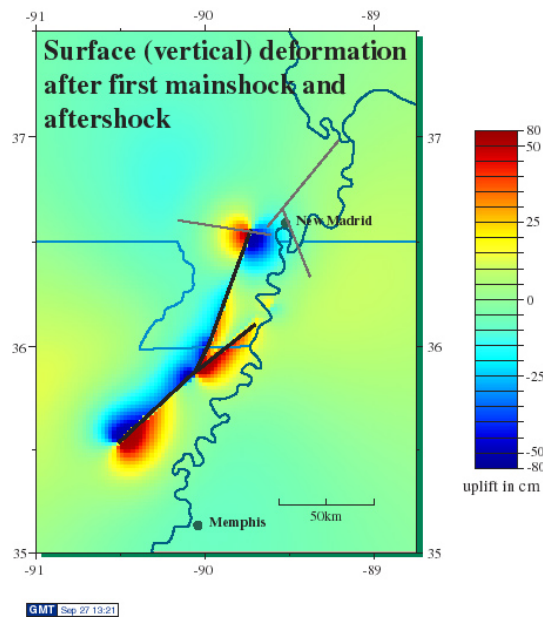 -91
-90
-89
Surface (vertical) deformation
after first mainshock and
aftershock
37
37
New Madrid
36
36
Memphis
50km
35
35
-91
-90
-89
80
50
25
0
-25
-50
-80
uplift in cm
GMT Sep 27 13:21